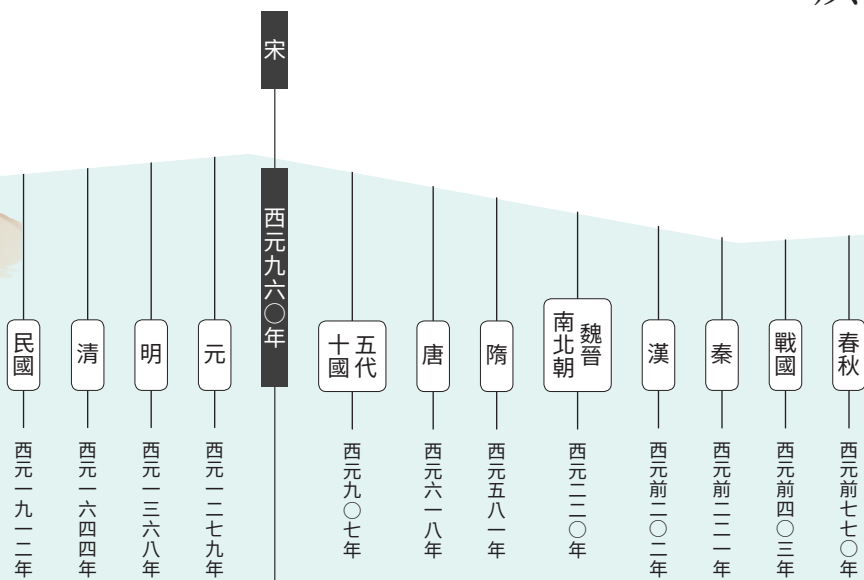 春秋
西元前七七〇年
戰國
西元前四〇三年
秦
西元前二二一年
漢
西元前二〇二年
魏晉
南北朝
西元二二〇年
隋
西元五八一年
唐
西元六一八年
五代
十國
西元九〇七年
宋
西元九六〇年
元
西元一二七九年
明
西元一三六八年
清
西元一六四四年
民國
西元一九一二年